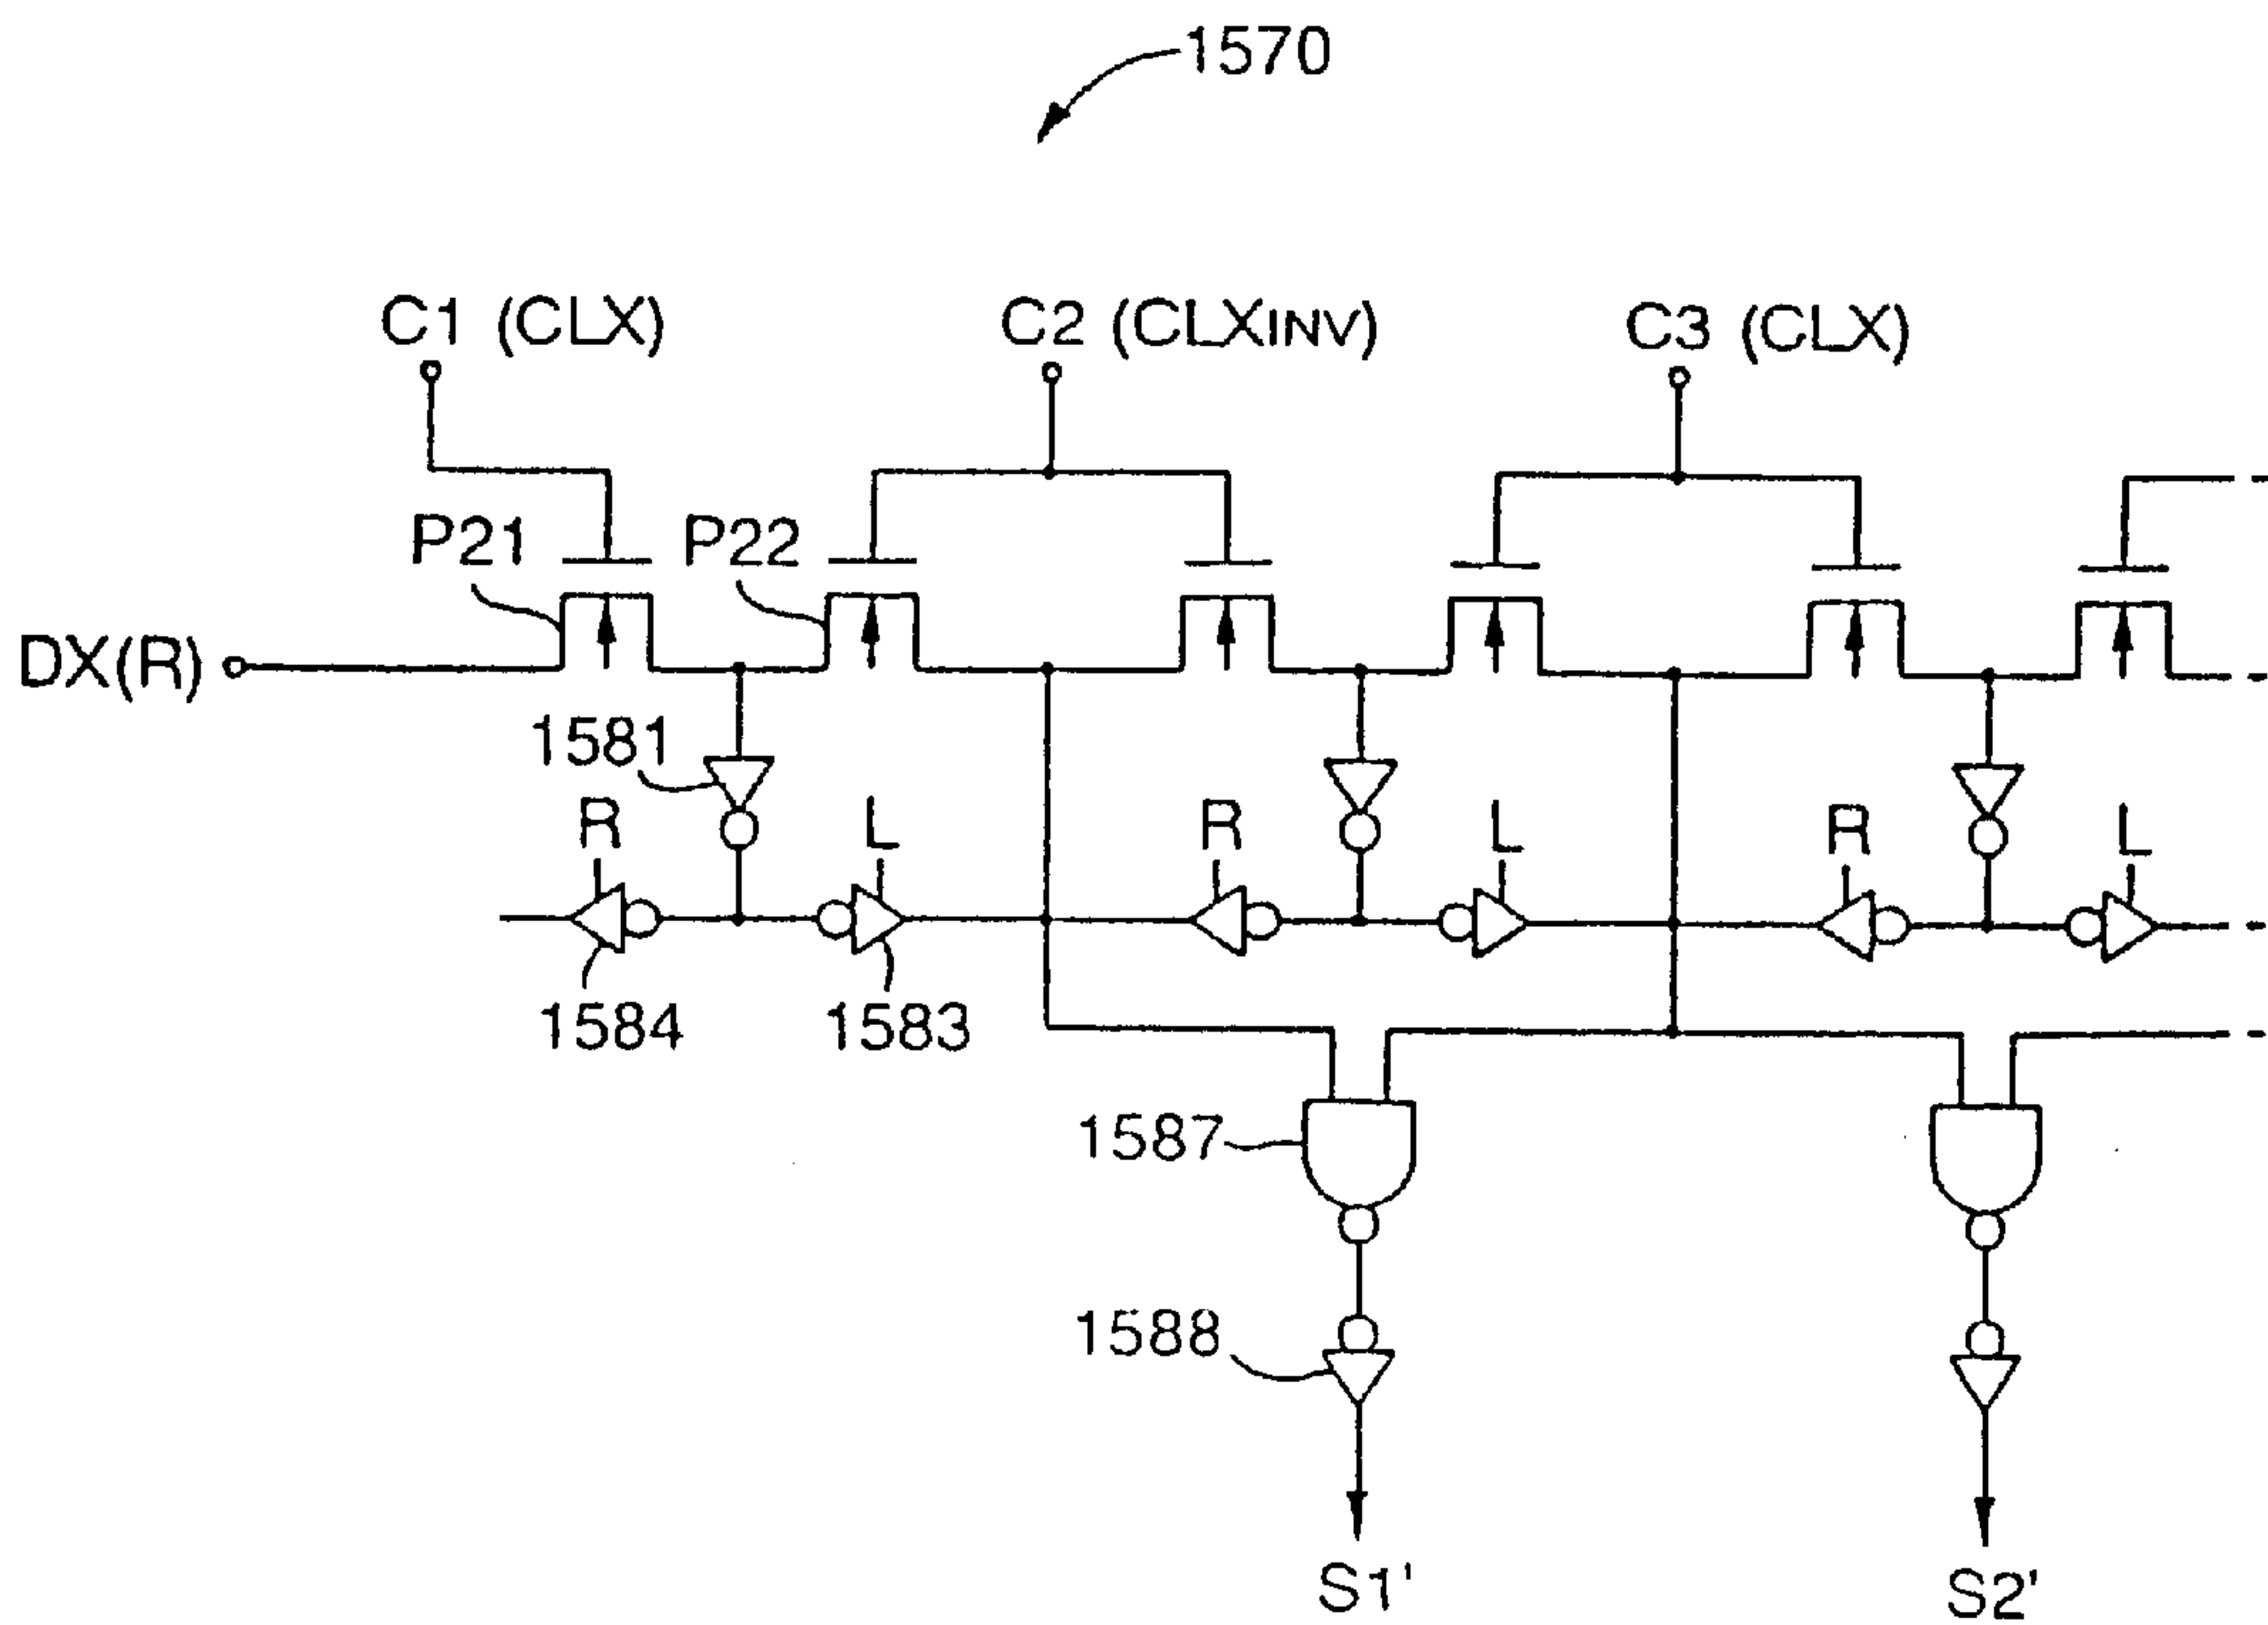 1570
C1 (CLX)
C2 (CLXINV)
C3 (CLX)
P21
P22
DX(R)
1581
R
L
R
L
R
L
1584
1583
1587
1588
S1'
S2'